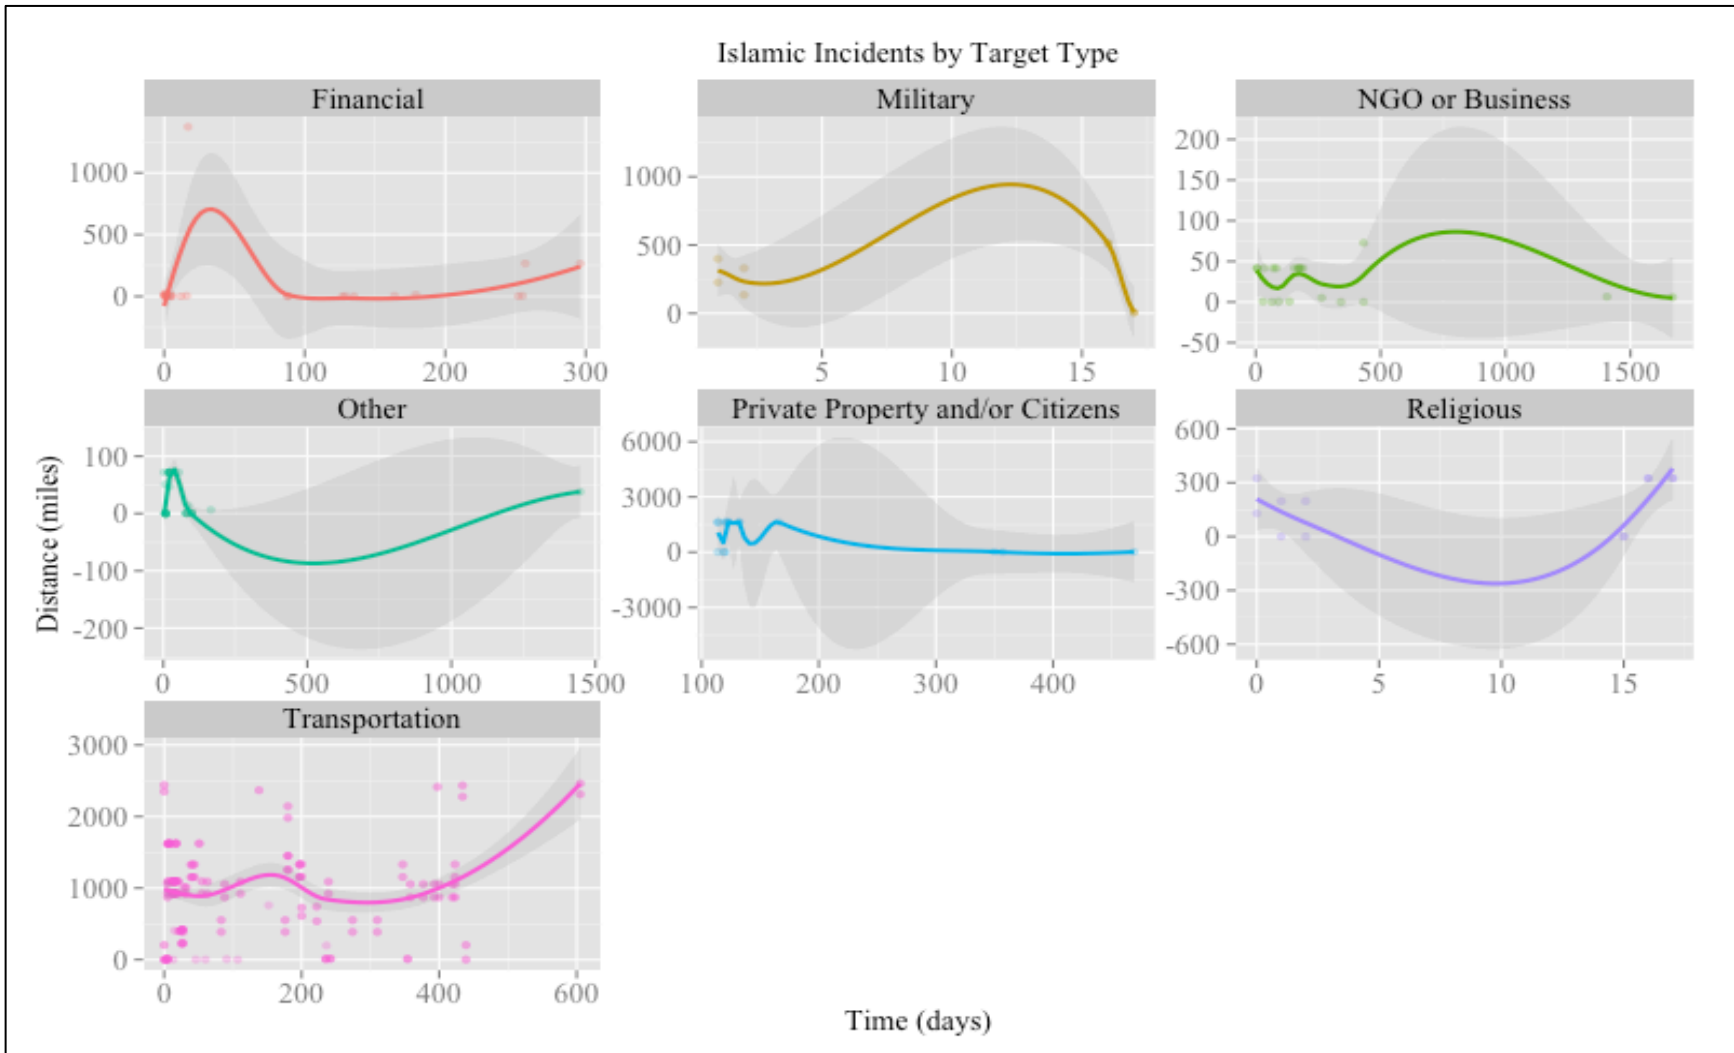 Islamic Incidents by Target Type
Financial
Military
NGO or Business
1000
500
0
0 100 200 300
1000
500
0
5 10 15
200
150
100
50
0
-50
0 500 1000 1500
Other
Private Property and/or Citizens
Religious
100
0
-100
-200
0 500 1000 1500
6000
3000
0
-3000
100 200 300 400
600
300
0
-300
-600
0 5 10 15
Distance (miles)
Transportation
3000
2000
1000
0
0 200 400 600
Time (days)